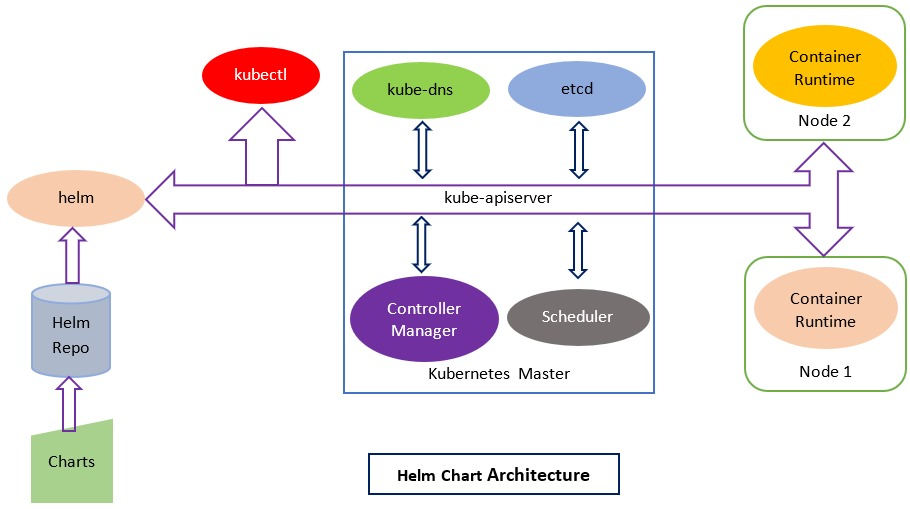 kubectl
kube-dns
etcd
Container
Runtime
Node 2
helm
kube-apiserver
Helm
Repo
Controller
Manager
Scheduler
Kubernetes Master
Container
Runtime
Node 1
Charts
Helm Chart Architecture